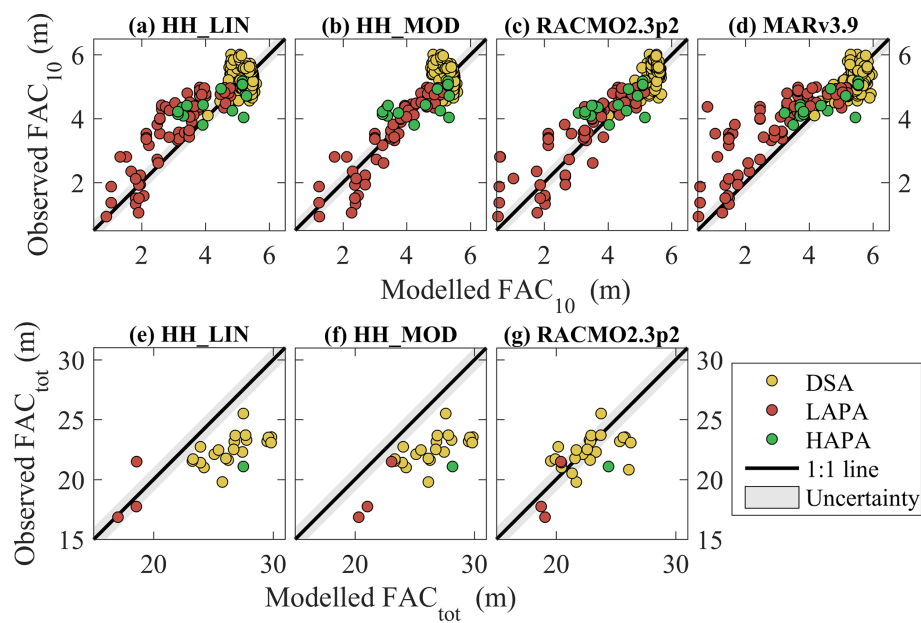 (a) HH_LIN (b) HH_MOD (c) RACMO2.3p2 (d) MARv3.9
Observed FAC10 (m)
6 6
4 4
2 2
2 4 6 2 4 6 2 4 6 2 4 6
Modelled FAC10 (m)
(e) HH_LIN (f) HH_MOD (g) RACMO2.3p2
Observed FACtot (m)
30 30
25 25
20 20
15 15
20 30 20 30 20 30
Modelled FACtot (m)
DSA
LAPA
HAPA
1:1 line
Uncertainty